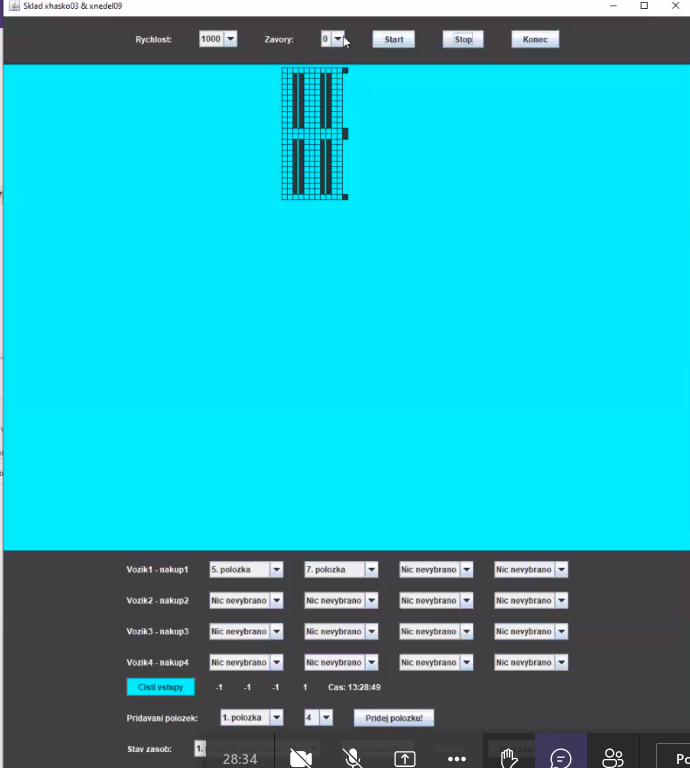 Sklad xhasko03 & xnedel09
Rychlost: 1000 Zavory: 0 Start Stop Konec
Vozik1 - nakup1 5. polozka 7. polozka Nic nevybrano Nic nevybrano
Vozik2 - nakup2 Nic nevybrano Nic nevybrano Nic nevybrano Nic nevybrano
Vozik3 - nakup3 Nic nevybrano Nic nevybrano Nic nevybrano Nic nevybrano
Vozik4 - nakup4 Nic nevybrano Nic nevybrano Nic nevybrano Nic nevybrano
Cisti vstupy -1 -1 -1 1 Cas: 13:28:49
Pridavani polozek: 1. polozka 4 Pridej polozku!
Stav zasob: 1.
28:34